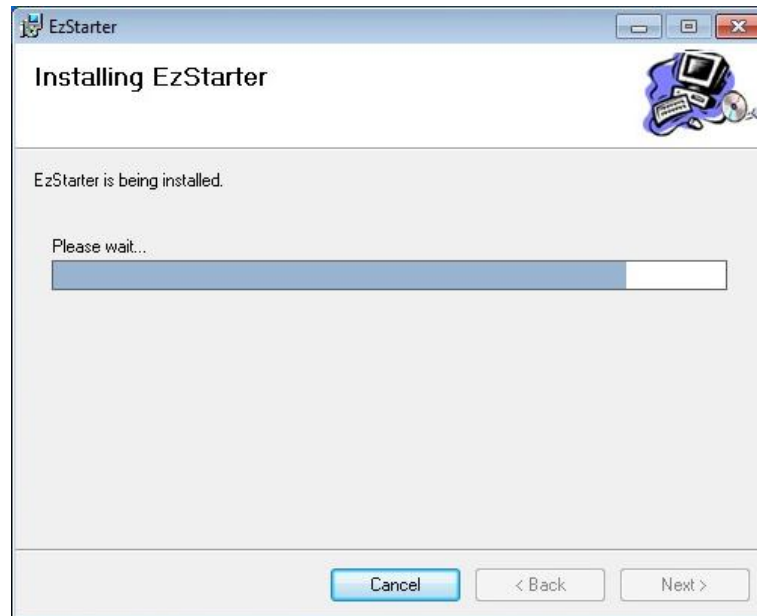 EzStarter
Installing EzStarter
EzStarter is being installed.
Please wait...
Cancel
< Back
Next >